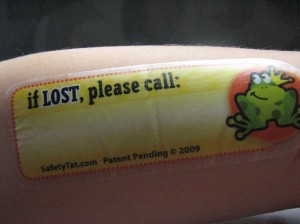 if LOST, please call:
SafetyTat.com Patent Pending © 2009